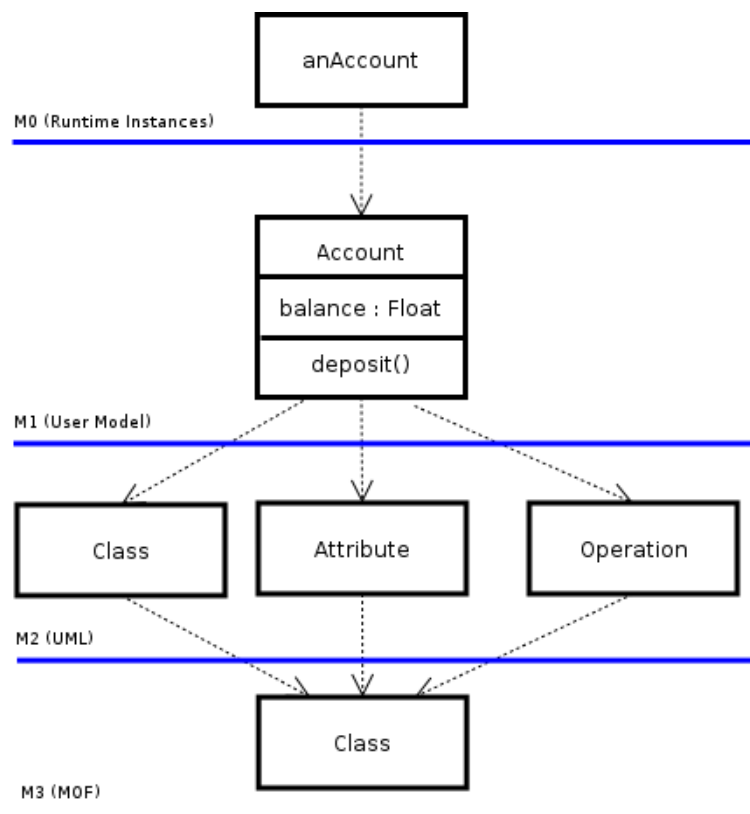 anAccount
M0 (Runtime Instances)
Account
balance : Float
deposit()
M1 (User Model)
Class
Attribute
Operation
M2 (UML)
Class
M3 (MOF)